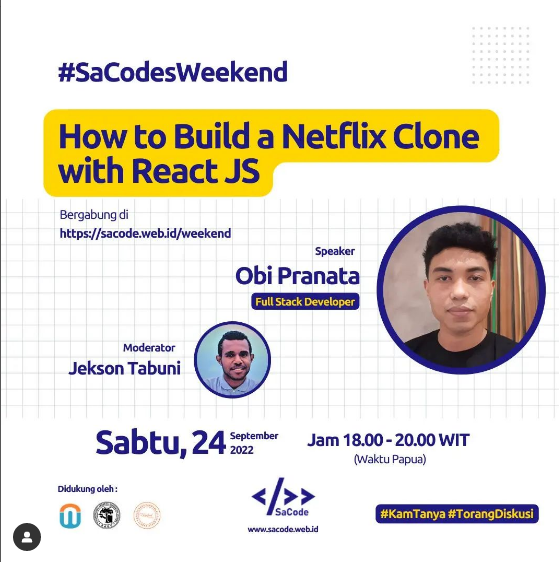 #SaCodesWeekend
How to Build a Netflix Clone
with React JS
Bergabung di
https://sacode.web.id/weekend
Speaker
Obi Pranata
Full Stack Developer
Moderator
Jekson Tabuni
Sabtu, 24 September
2022
Jam 18.00 - 20.00 WIT
(Waktu Papua)
Didukung oleh :
SaCode
www.sacode.web.id
#KamTanya #TorangDiskusi